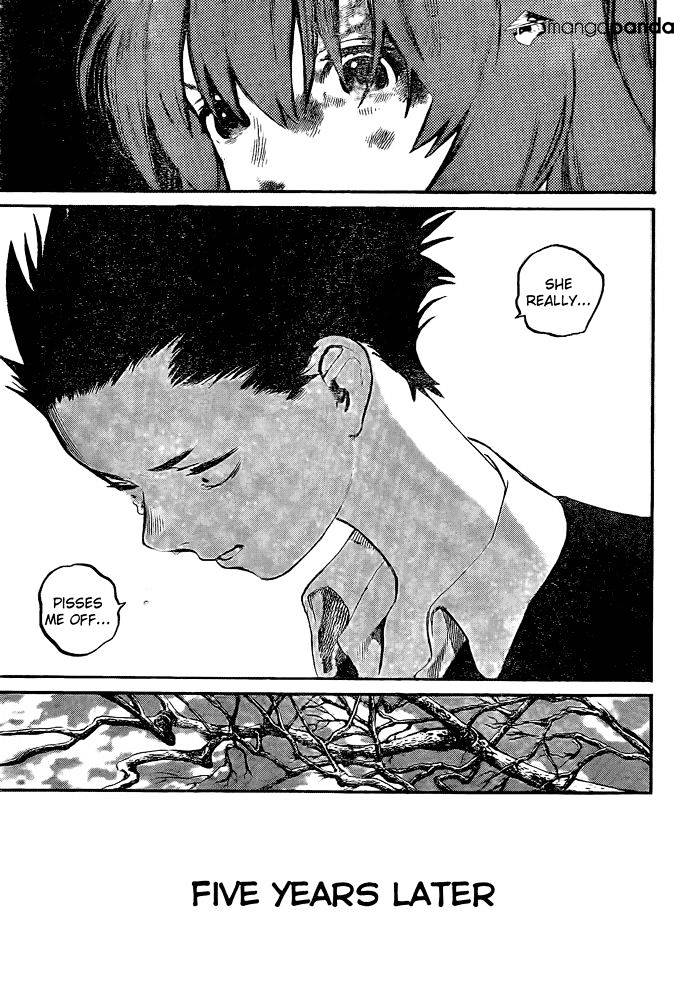 mangapanda
SHE
REALLY...
PISSES
ME OFF...
FIVE YEARS LATER